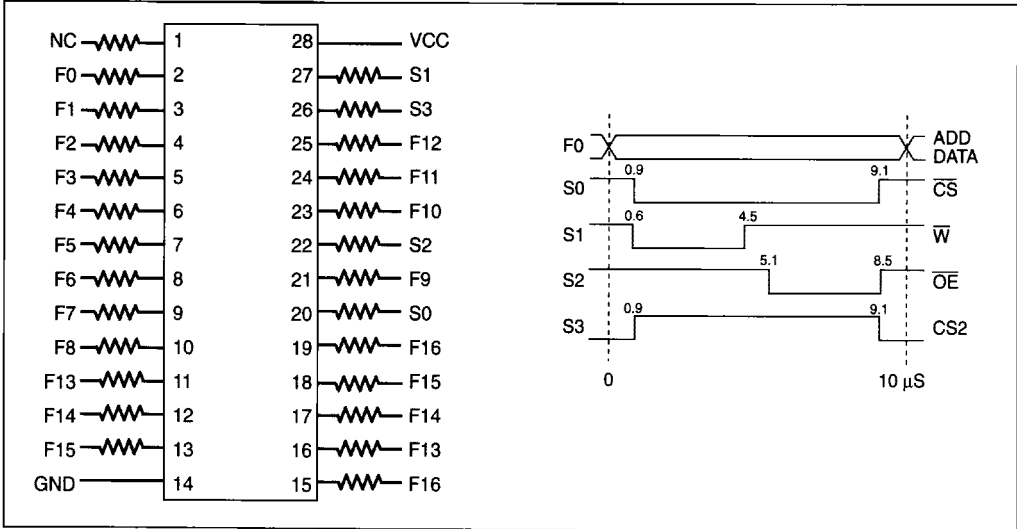 NC 1 28 VCC
F0 2 27 S1
F1 3 26 S3
F2 4 25 F12
F3 5 24 F11
F4 6 23 F10
F5 7 22 S2
F6 8 21 F9
F7 9 20 S0
F8 10 19 F16
F13 11 18 F15
F14 12 17 F14
F15 13 16 F13
GND 14 15 F16
F0 ADD
DATA
0.9 9.1
S0 C̅S̅
0.6 4.5
S1 W̅
5.1 8.5
S2 O̅E̅
0.9 9.1
S3 CS2
0 10 µS